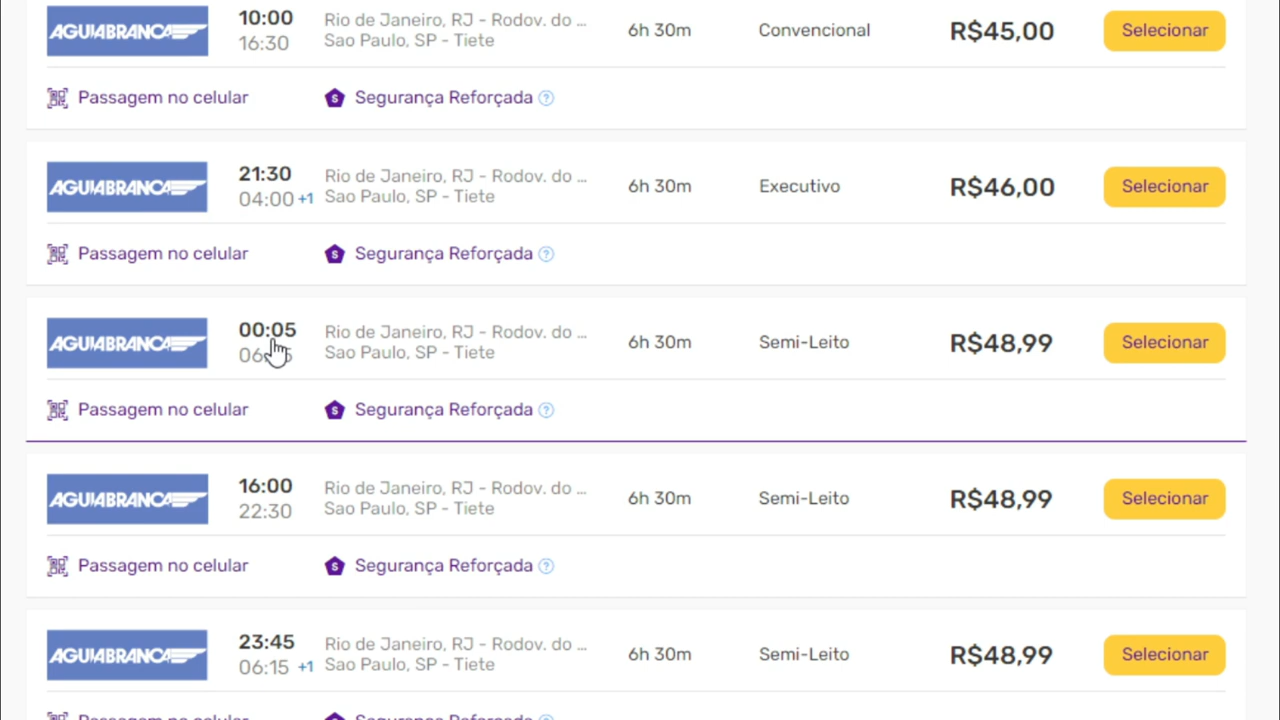 AGUIABRANCA 10:00 Rio de Janeiro, RJ - Rodov. do ... 6h 30m Convencional R$45,00 Selecionar
16:30 Sao Paulo, SP - Tiete
Passagem no celular S Segurança Reforçada ?
AGUIABRANCA 21:30 Rio de Janeiro, RJ - Rodov. do ... 6h 30m Executivo R$46,00 Selecionar
04:00 +1 Sao Paulo, SP - Tiete
Passagem no celular S Segurança Reforçada ?
AGUIABRANCA 00:05 Rio de Janeiro, RJ - Rodov. do ... 6h 30m Semi-Leito R$48,99 Selecionar
Sao Paulo, SP - Tiete
Passagem no celular S Segurança Reforçada ?
AGUIABRANCA 16:00 Rio de Janeiro, RJ - Rodov. do ... 6h 30m Semi-Leito R$48,99 Selecionar
22:30 Sao Paulo, SP - Tiete
Passagem no celular S Segurança Reforçada ?
AGUIABRANCA 23:45 Rio de Janeiro, RJ - Rodov. do ... 6h 30m Semi-Leito R$48,99 Selecionar
06:15 +1 Sao Paulo, SP - Tiete